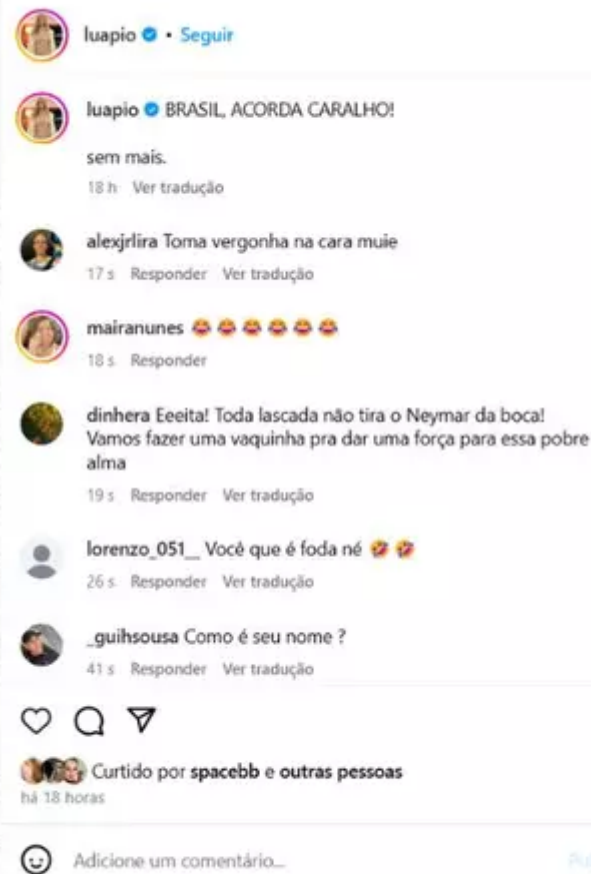 luapio • Seguir
luapio BRASIL, ACORDA CARALHO!
sem mais.
18 h Ver tradução
alexjrlira Toma vergonha na cara muie
17 s Responder Ver tradução
mairanunes 😂😂😂😂😂😂
18 s Responder
dinhera Eeeita! Toda lascada não tira o Neymar da boca!
Vamos fazer uma vaquinha pra dar uma força para essa pobre
alma
19 s Responder Ver tradução
lorenzo_051__ Você que é foda né 🤣🤣
26 s Responder Ver tradução
_guihsousa Como é seu nome ?
41 s Responder Ver tradução
Curtido por spacebb e outras pessoas
há 18 horas
Adicione um comentário...